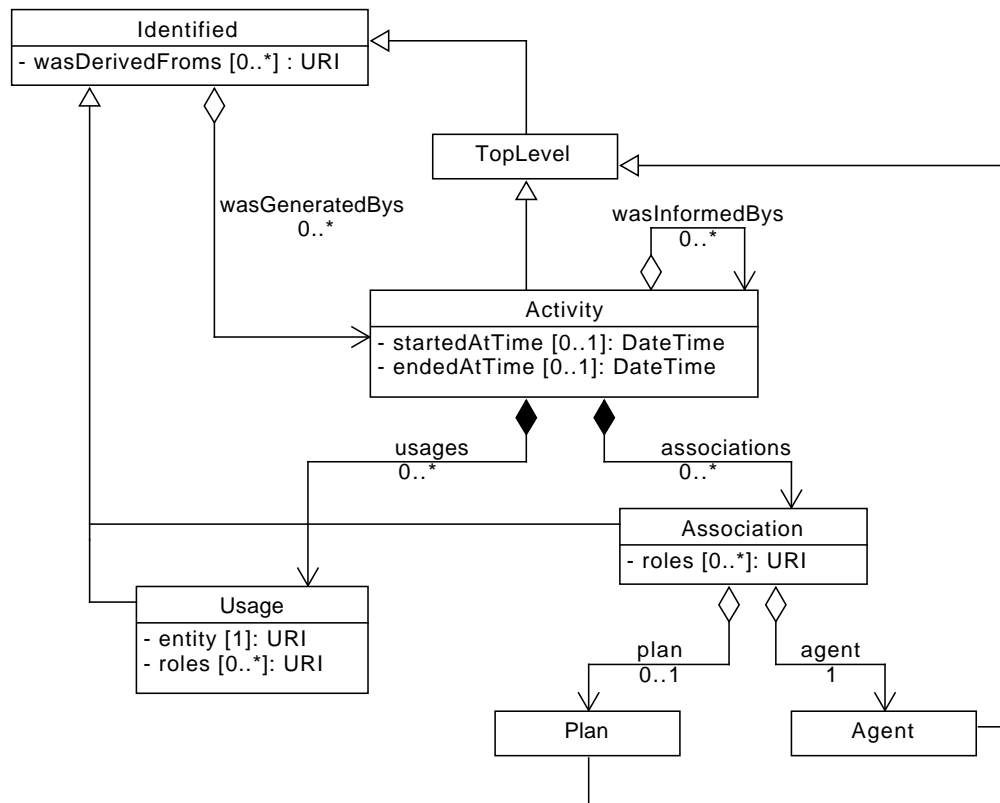 Identified
- wasDerivedFroms [0..*] : URI
TopLevel
wasGeneratedBys
0..*
wasInformedBys
0..*
Activity
- startedAtTime [0..1]: DateTime
- endedAtTime [0..1]: DateTime
usages
0..*
associations
0..*
Association
- roles [0..*]: URI
Usage
- entity [1]: URI
- roles [0..*]: URI
plan
0..1
agent
1
Plan
Agent